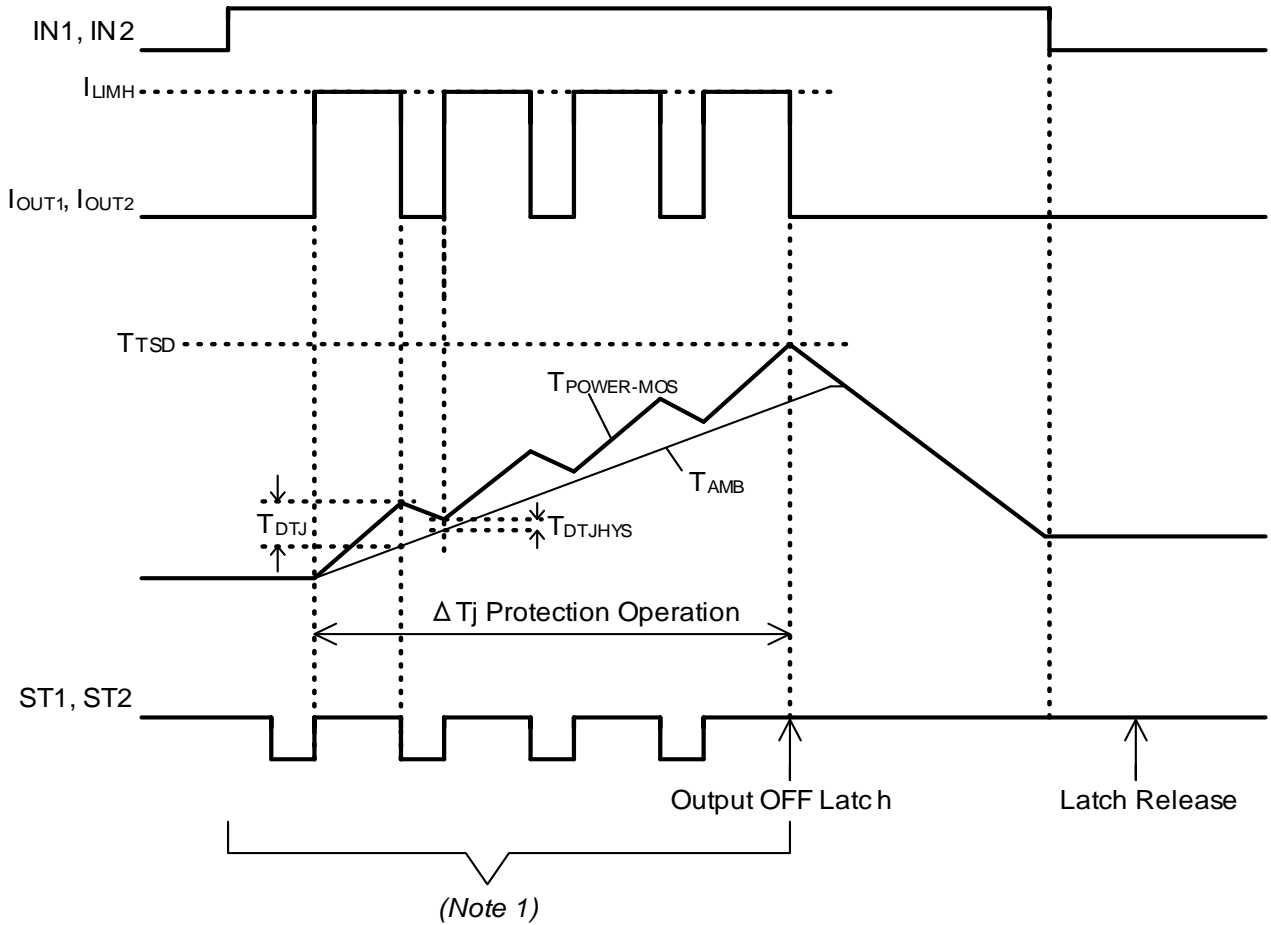 IN1, IN2
ILIMH
IOUT1, IOUT2
TTSD
TPOWER-MOS
TAMB
TDTJ
TDTJHYS
Δ Tj Protection Operation
ST1, ST2
Output OFF Latch
Latch Release
(Note 1)